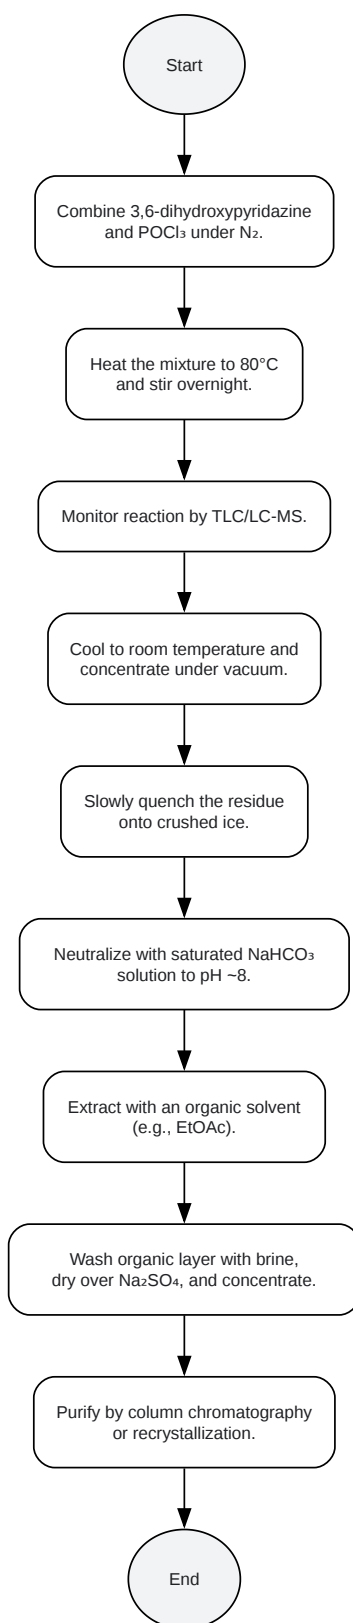 Start
Combine 3,6-dihydroxypyridazine
and POCl₃ under N₂.
Heat the mixture to 80°C
and stir overnight.
Monitor reaction by TLC/LC-MS.
Cool to room temperature and
concentrate under vacuum.
Slowly quench the residue
onto crushed ice.
Neutralize with saturated NaHCO₃
solution to pH ~8.
Extract with an organic solvent
(e.g., EtOAc).
Wash organic layer with brine,
dry over Na₂SO₄, and concentrate.
Purify by column chromatography
or recrystallization.
End